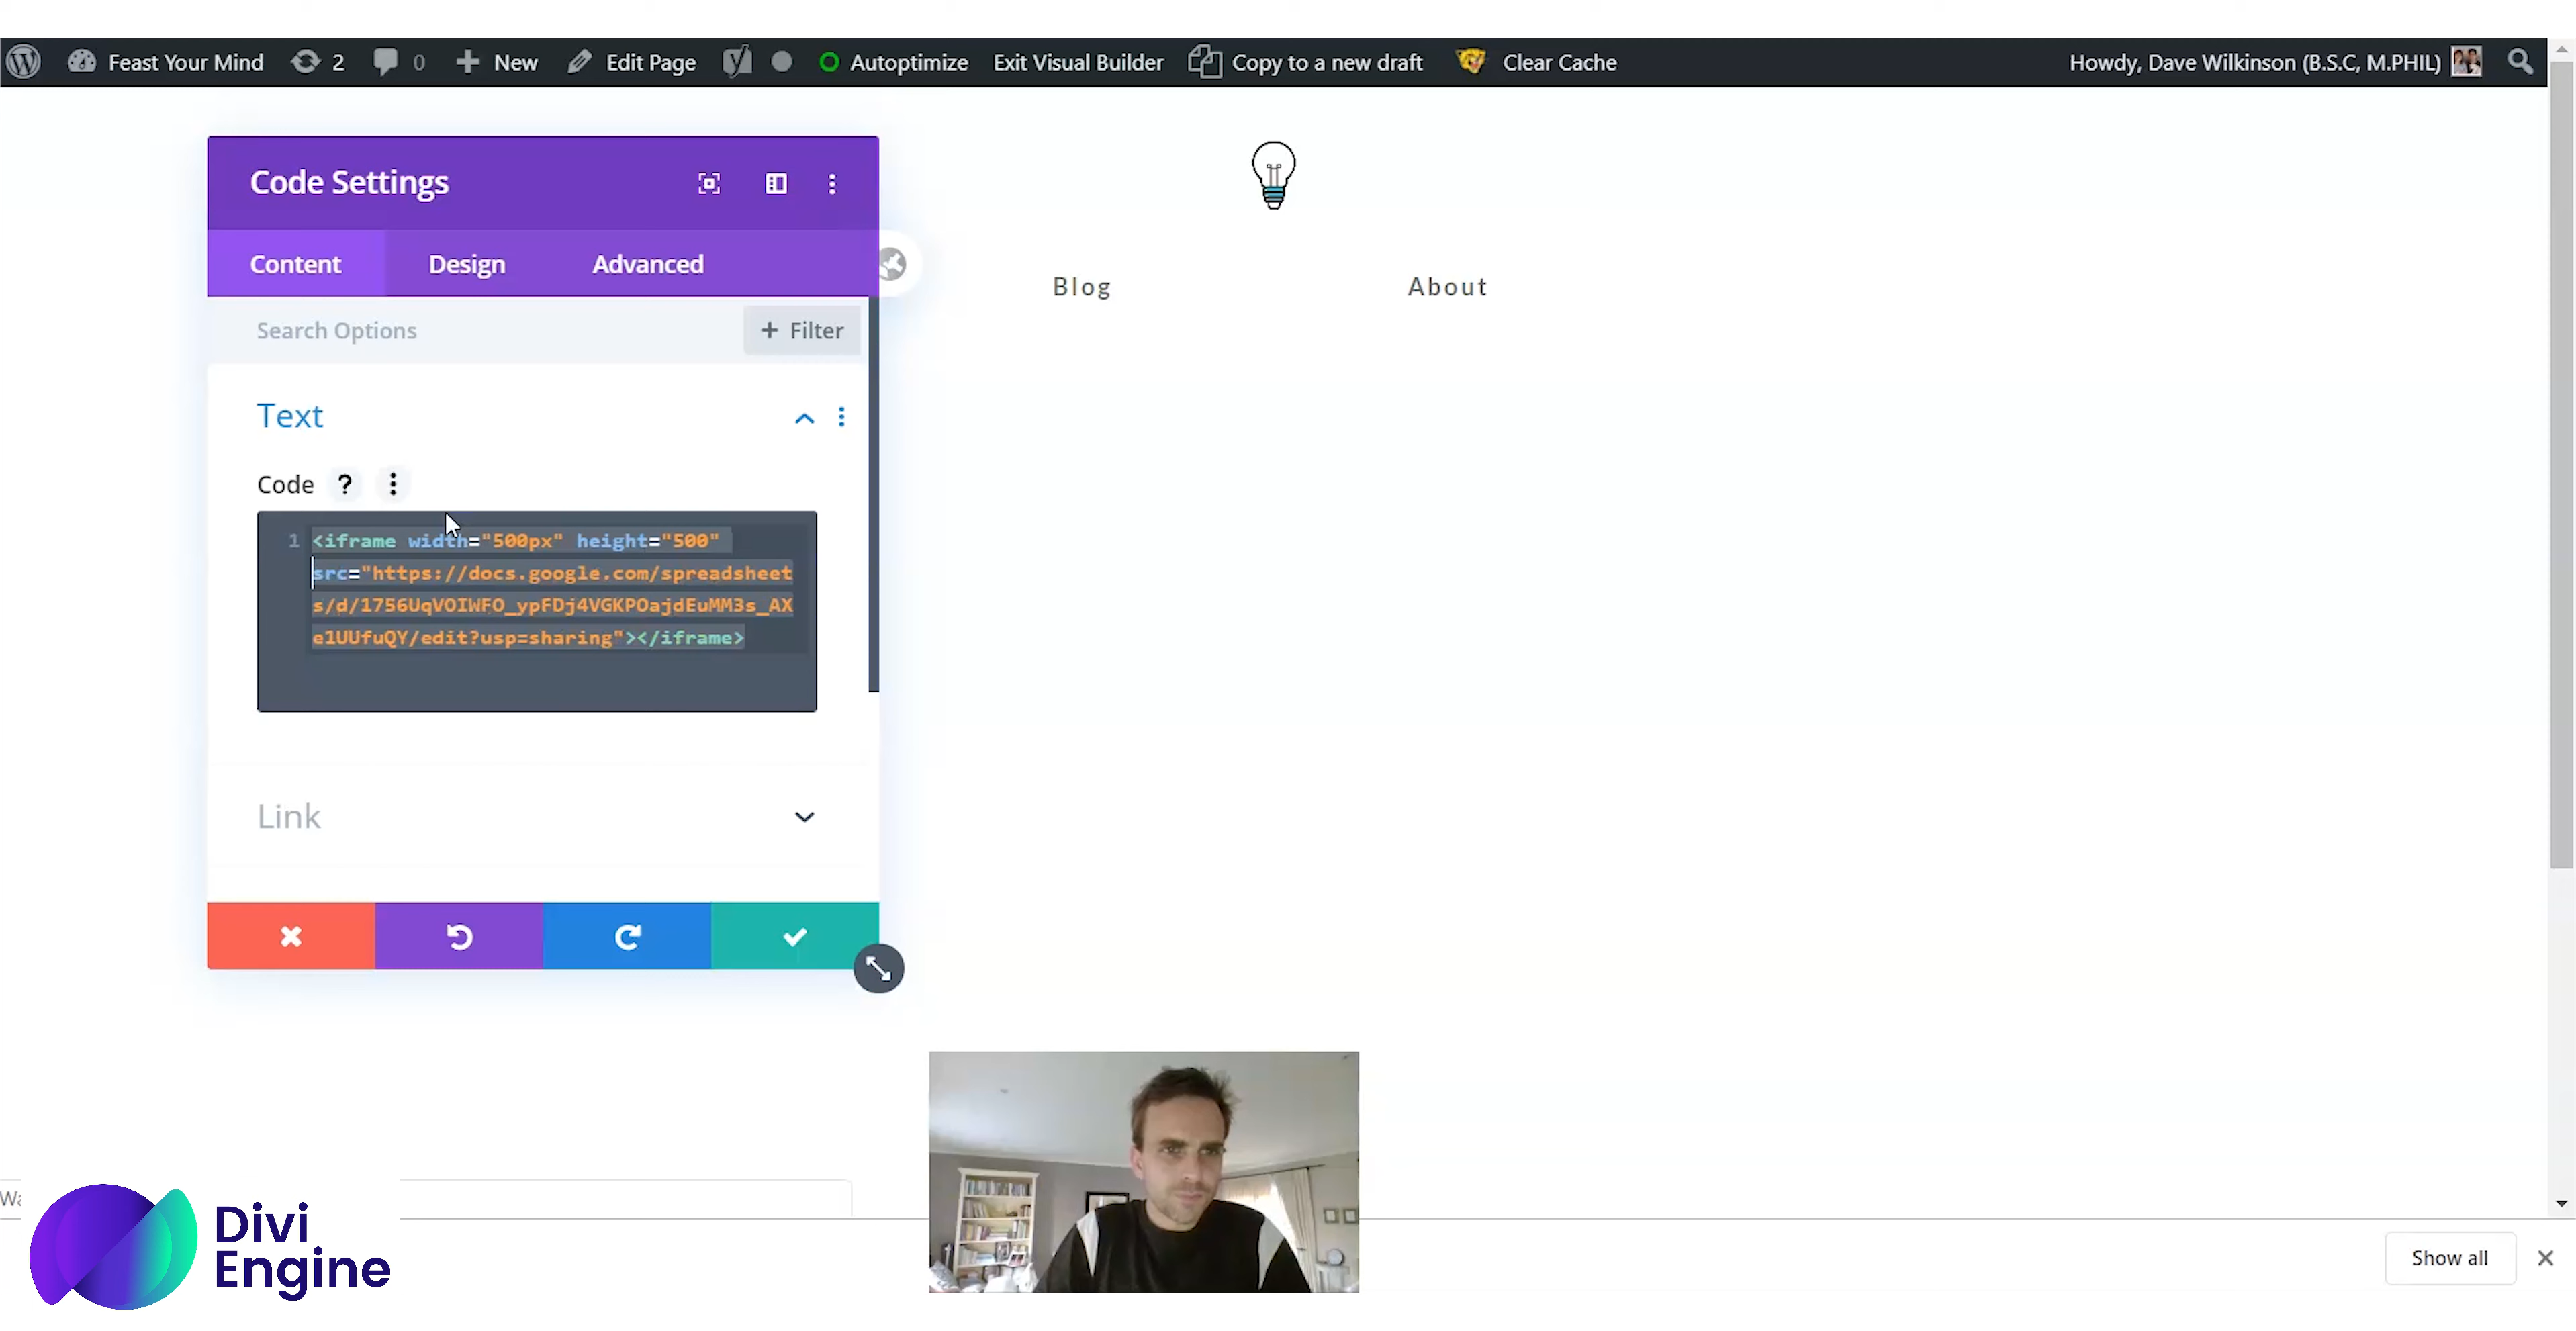 Feast Your Mind 2 0 New Edit Page Autoptimize Exit Visual Builder Copy to a new draft Clear Cache Howdy, Dave Wilkinson (B.S.C, M.PHIL)
Code Settings
Content Design Advanced
Blog About
Search Options + Filter
Text
Code ?
1 <iframe width="500px" height="500"
src="https://docs.google.com/spreadsheet
s/d/1756UqVOIWFO_ypFDj4VGKPOajdEuMM3s_AX
e1UUfuQY/edit?usp=sharing"></iframe>
Link
Divi
Engine
Show all